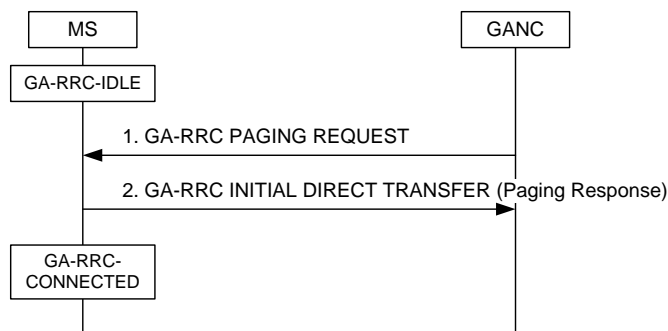 MS
GANC
GA-RRC-IDLE
1. GA-RRC PAGING REQUEST
2. GA-RRC INITIAL DIRECT TRANSFER (Paging Response)
GA-RRC-
CONNECTED